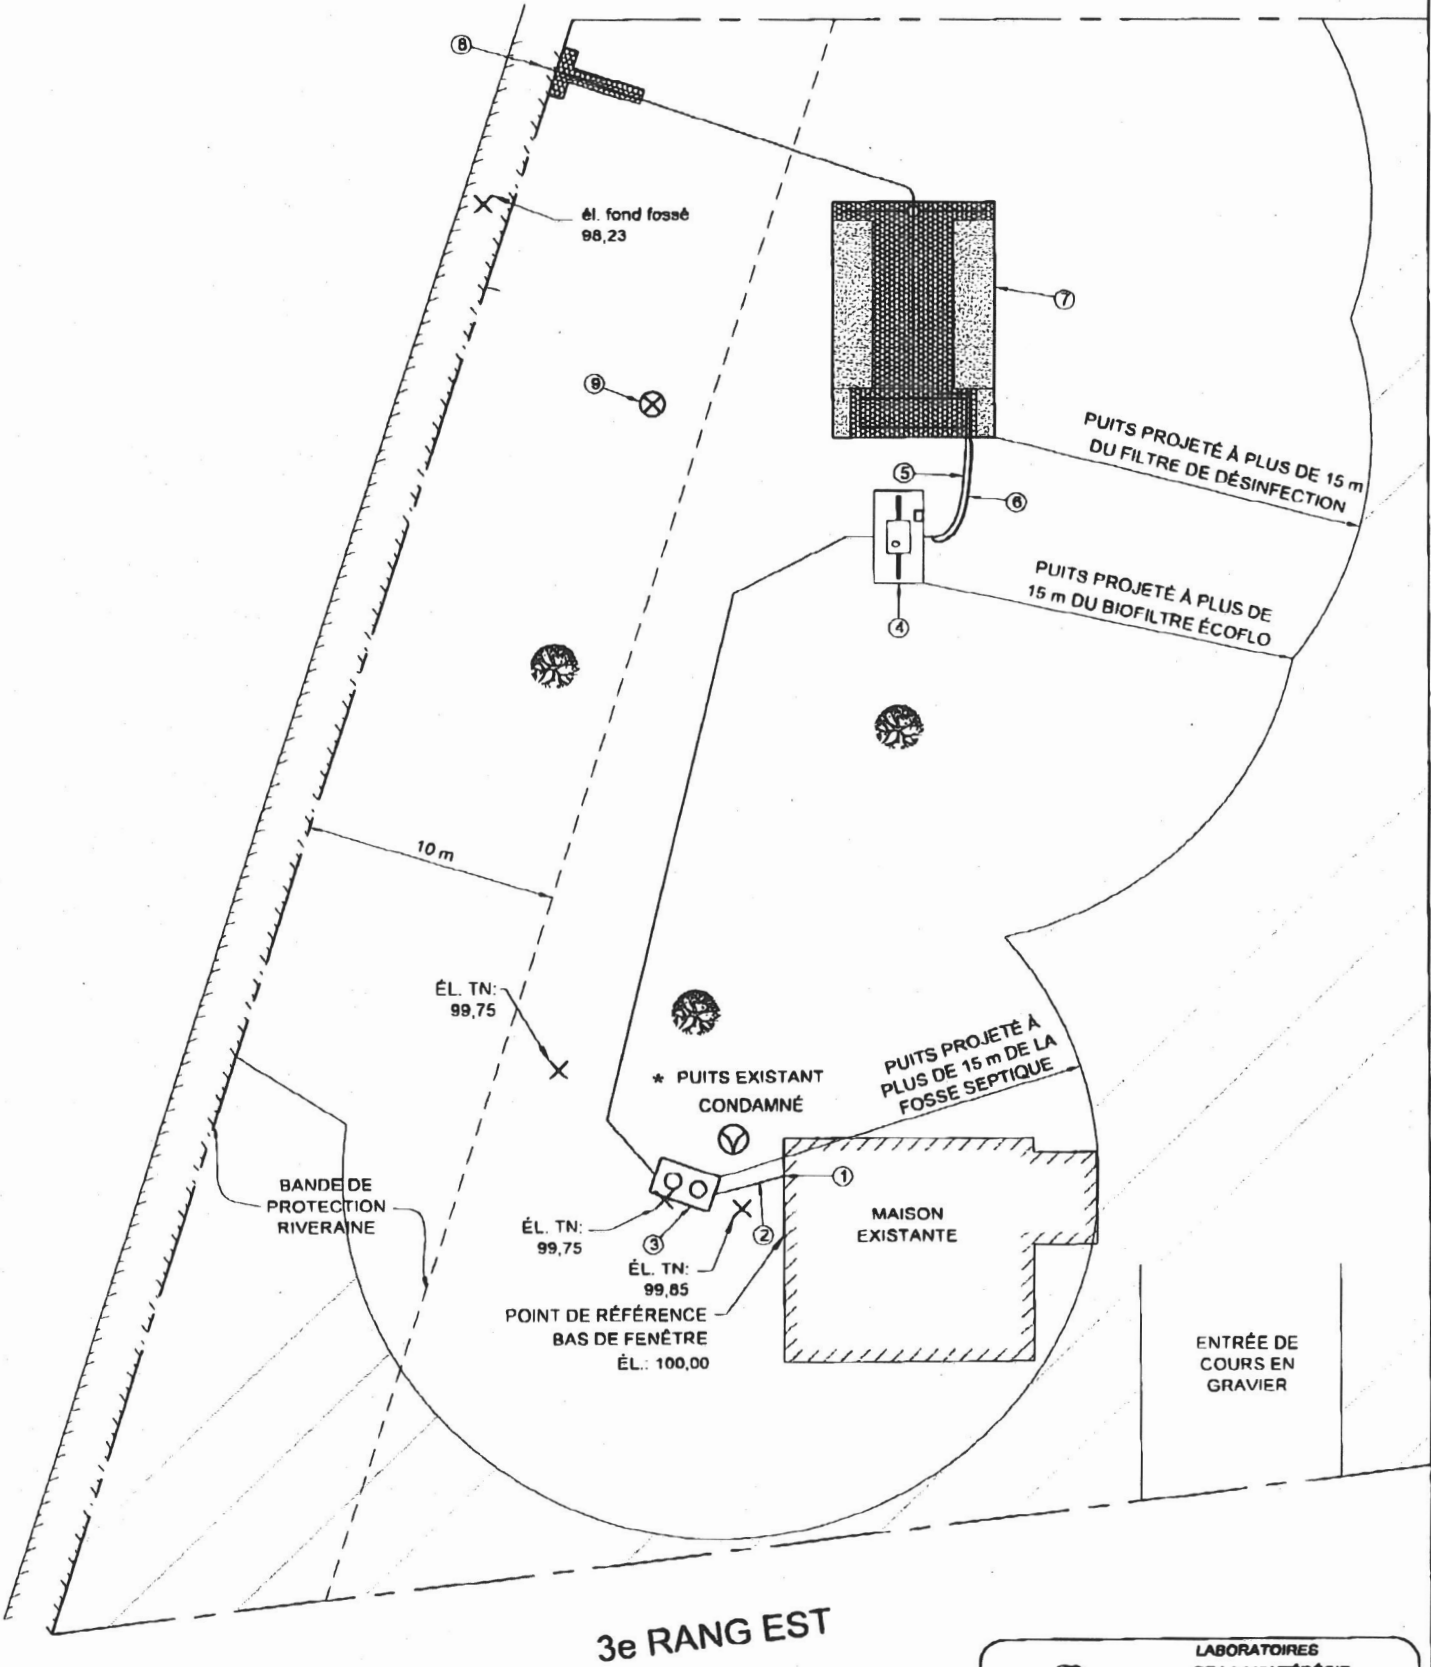 8
él. fond fossé
98,23
7
9
PUITS PROJETÉ À PLUS DE 15 m
DU FILTRE DE DÉSINFECTION
5
6
PUITS PROJETÉ À PLUS DE
15 m DU BIOFILTRE ÉCOFLO
4
10 m
ÉL. TN:
99,75
PUITS PROJETÉ À
PLUS DE 15 m DE LA
FOSSE SEPTIQUE
* PUITS EXISTANT
CONDAMNÉ
1
BANDE DE
PROTECTION
RIVERAINE
MAISON
EXISTANTE
ÉL. TN:
99,75
3
2
ÉL. TN:
99,85
POINT DE RÉFÉRENCE
BAS DE FENÊTRE
ÉL.: 100,00
ENTRÉE DE
COURS EN
GRAVIER
3e RANG EST
LABORATOIRES